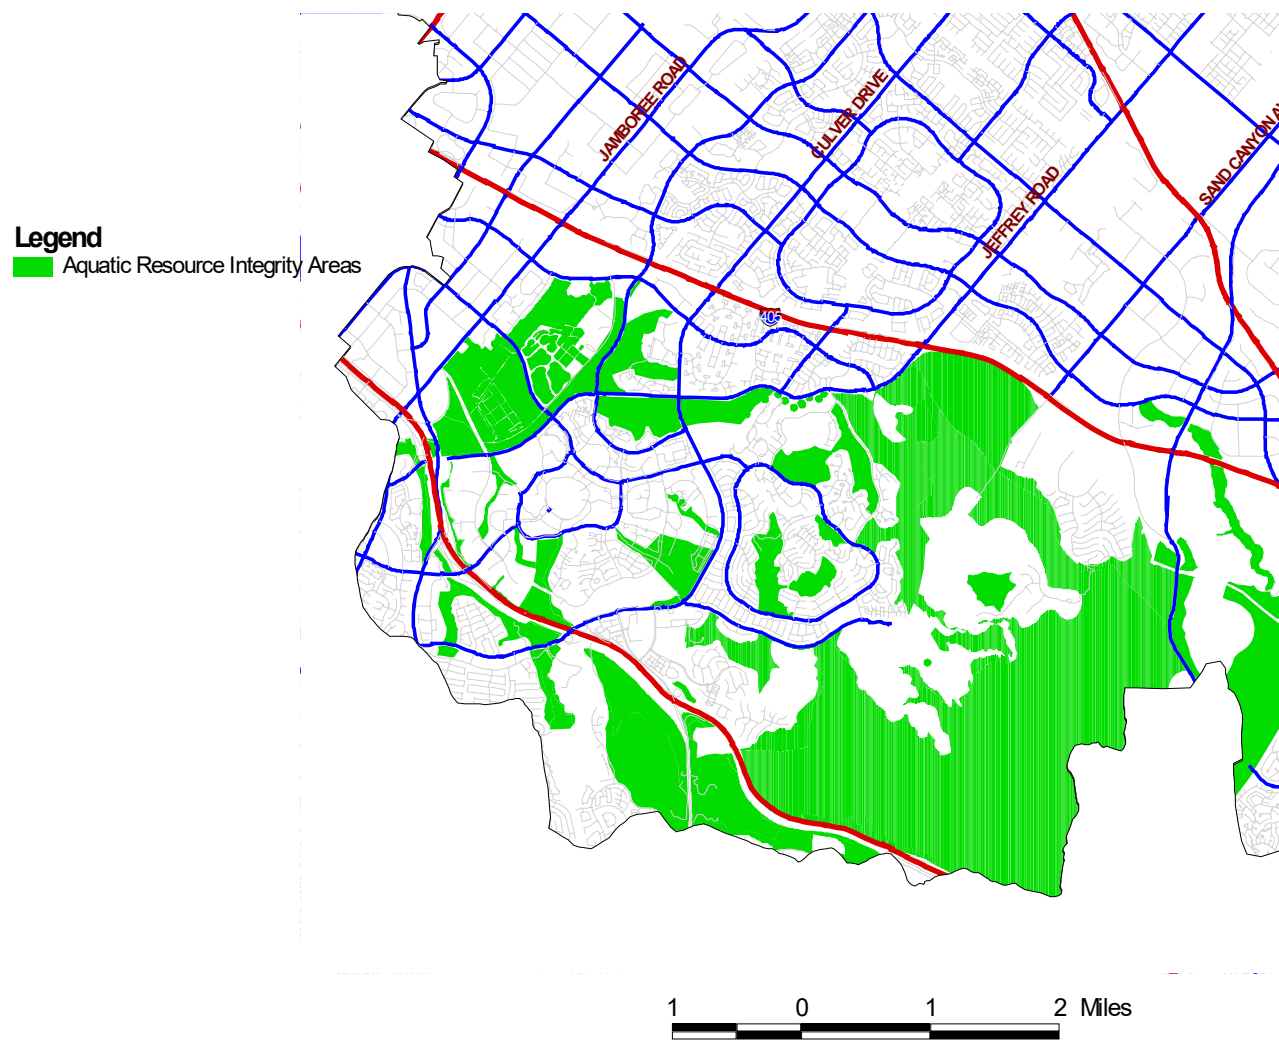 JAMBOREE ROAD
CULVER DRIVE
SAND CANYON A
JEFFREY ROAD
Legend
Aquatic Resource Integrity Areas
405
1 0 1 2 Miles